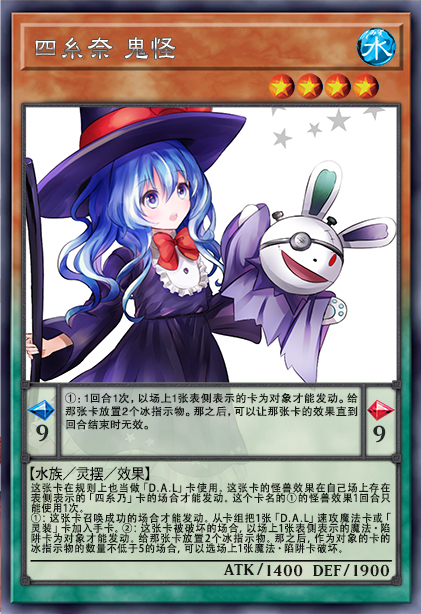 四糸奈 鬼怪
水
①：1回合1次，以场上1张表侧表示的卡为对象才能发动。给
那张卡放置2个冰指示物。那之后，可以让那张卡的效果直到
回合结束时无效。
9
9
【水族／灵摆／效果】
这张卡在规则上也当做「D.A.L」卡使用。这张卡的怪兽效果在自己场上存在
表侧表示的「四糸乃」卡的场合才能发动。这个卡名的①的怪兽效果1回合只
能使用1次。
①：这张卡召唤成功的场合才能发动。从卡组把1张「D.A.L」速攻魔法卡或「
灵装」卡加入手卡。②：这张卡被破坏的场合，以场上1张表侧表示的魔法·陷
阱卡为对象才能发动。给那张卡放置2个冰指示物。那之后，作为对象的卡的
冰指示物的数量不低于5的场合，可以选场上1张魔法·陷阱卡破坏。
ATK/1400 DEF/1900